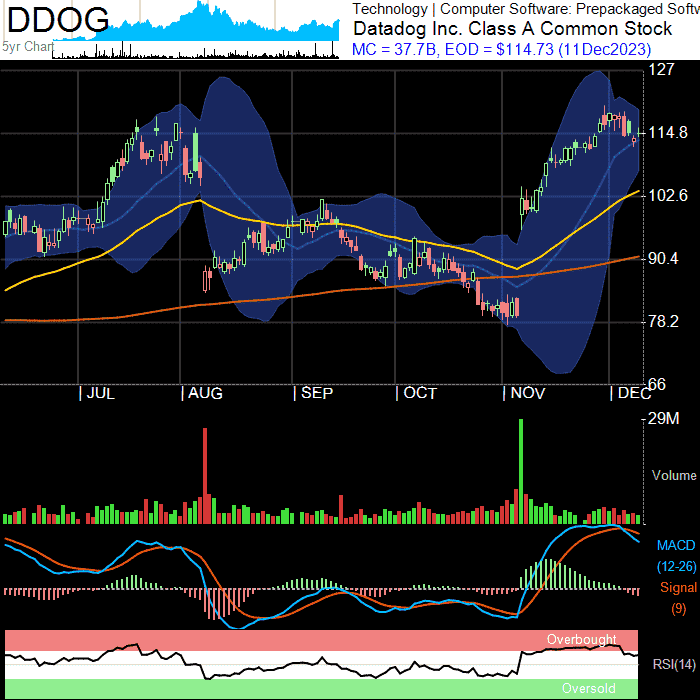 DDOG
5yr Chart
Technology | Computer Software: Prepackaged Softw
Datadog Inc. Class A Common Stock
MC = 37.7B, EOD = $114.73 (11Dec2023)
127
114.8
102.6
90.4
78.2
66
JUL AUG SEP OCT NOV DEC
29M
Volume
MACD
(12-26)
Signal
(9)
Overbought
RSI(14)
Oversold